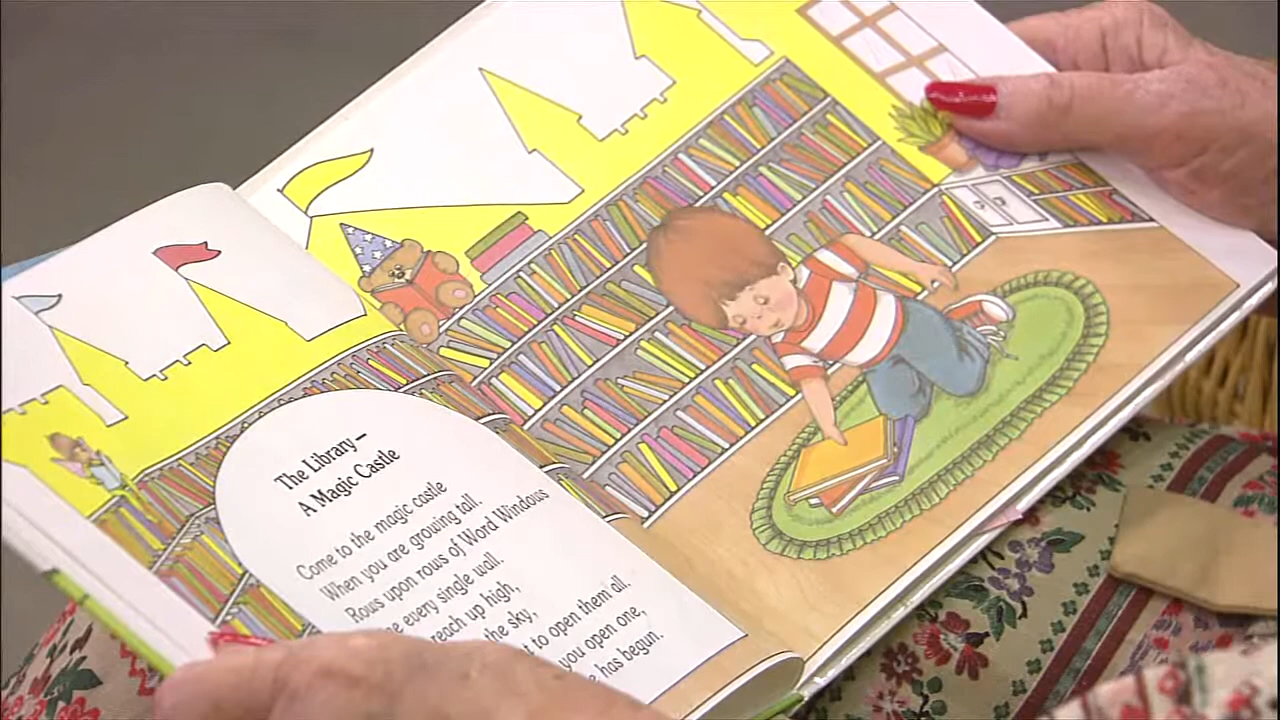 The Library—
A Magic Castle
Come to the magic castle
When you are growing tall.
Rows upon rows of Word Windows
every single wall.
reach up high,
the sky,
to open them all.
you open one,
has begun.